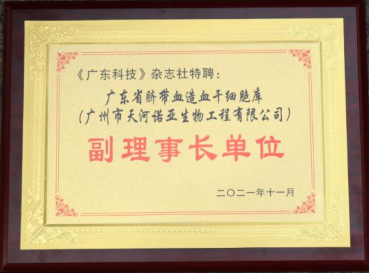 《广东科技》杂志社特聘：
广东省脐带血造血干细胞库
(广州市天河诺亚生物工程有限公司)
副理事长单位
二〇二一年十一月